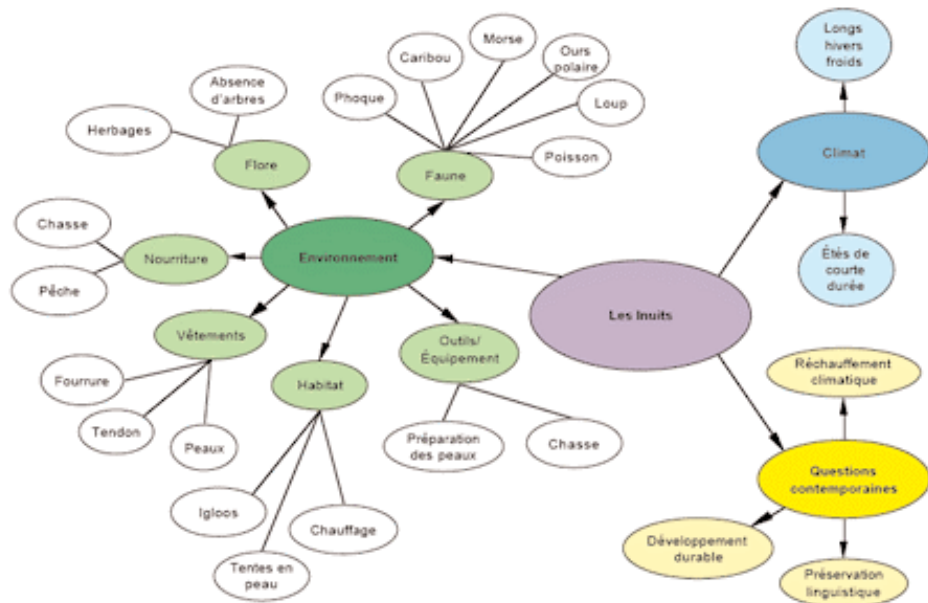 Longs
hivers
froids
Morse
Caribou
Ours
polaire
Absence
d'arbres
Phoque
Loup
Herbages
Poisson
Climat
Flore
Faune
Chasse
Nourriture
Environnement
Étés de
courte
durée
Pêche
Les Inuits
Vêtements
Outils/
Équipement
Réchauffement
climatique
Fourrure
Habitat
Tendon
Peaux
Préparation
des peaux
Chasse
Questions
contemporaines
Igloos
Chauffage
Développement
durable
Tentes en
peau
Préservation
linguistique